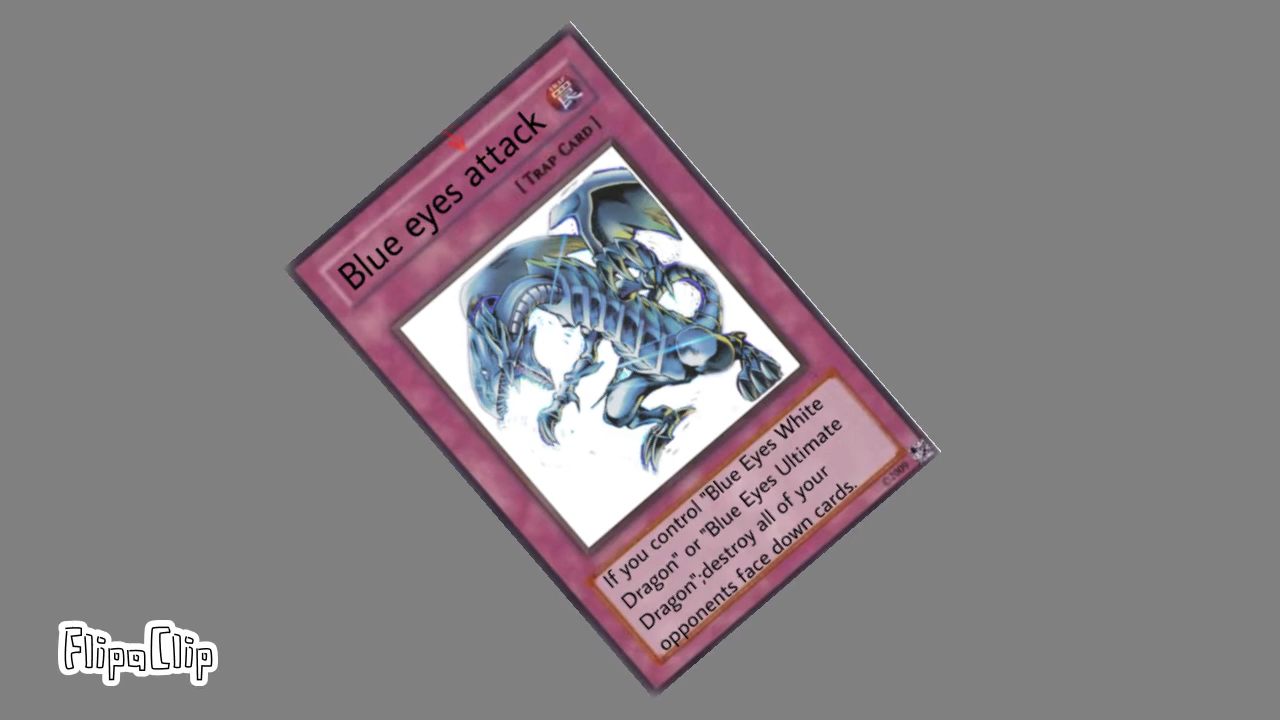 Blue eyes attack
[ TRAP CARD ]
If you control "Blue Eyes White
Dragon" or "Blue Eyes Ultimate
Dragon";destroy all of your
opponents face down cards.
©2009
FlipaClip